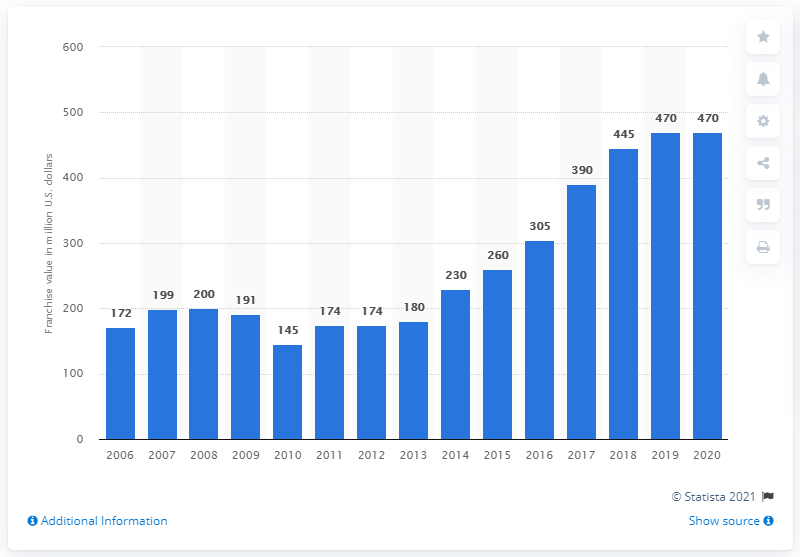 600
500
400
300
200
100
0
Franchise value in million U.S. dollars
172 199 200 191 145 174 174 180 230 260 305 390 445 470 470
2006 2007 2008 2009 2010 2011 2012 2013 2014 2015 2016 2017 2018 2019 2020
© Statista 2021
Additional Information
Show source